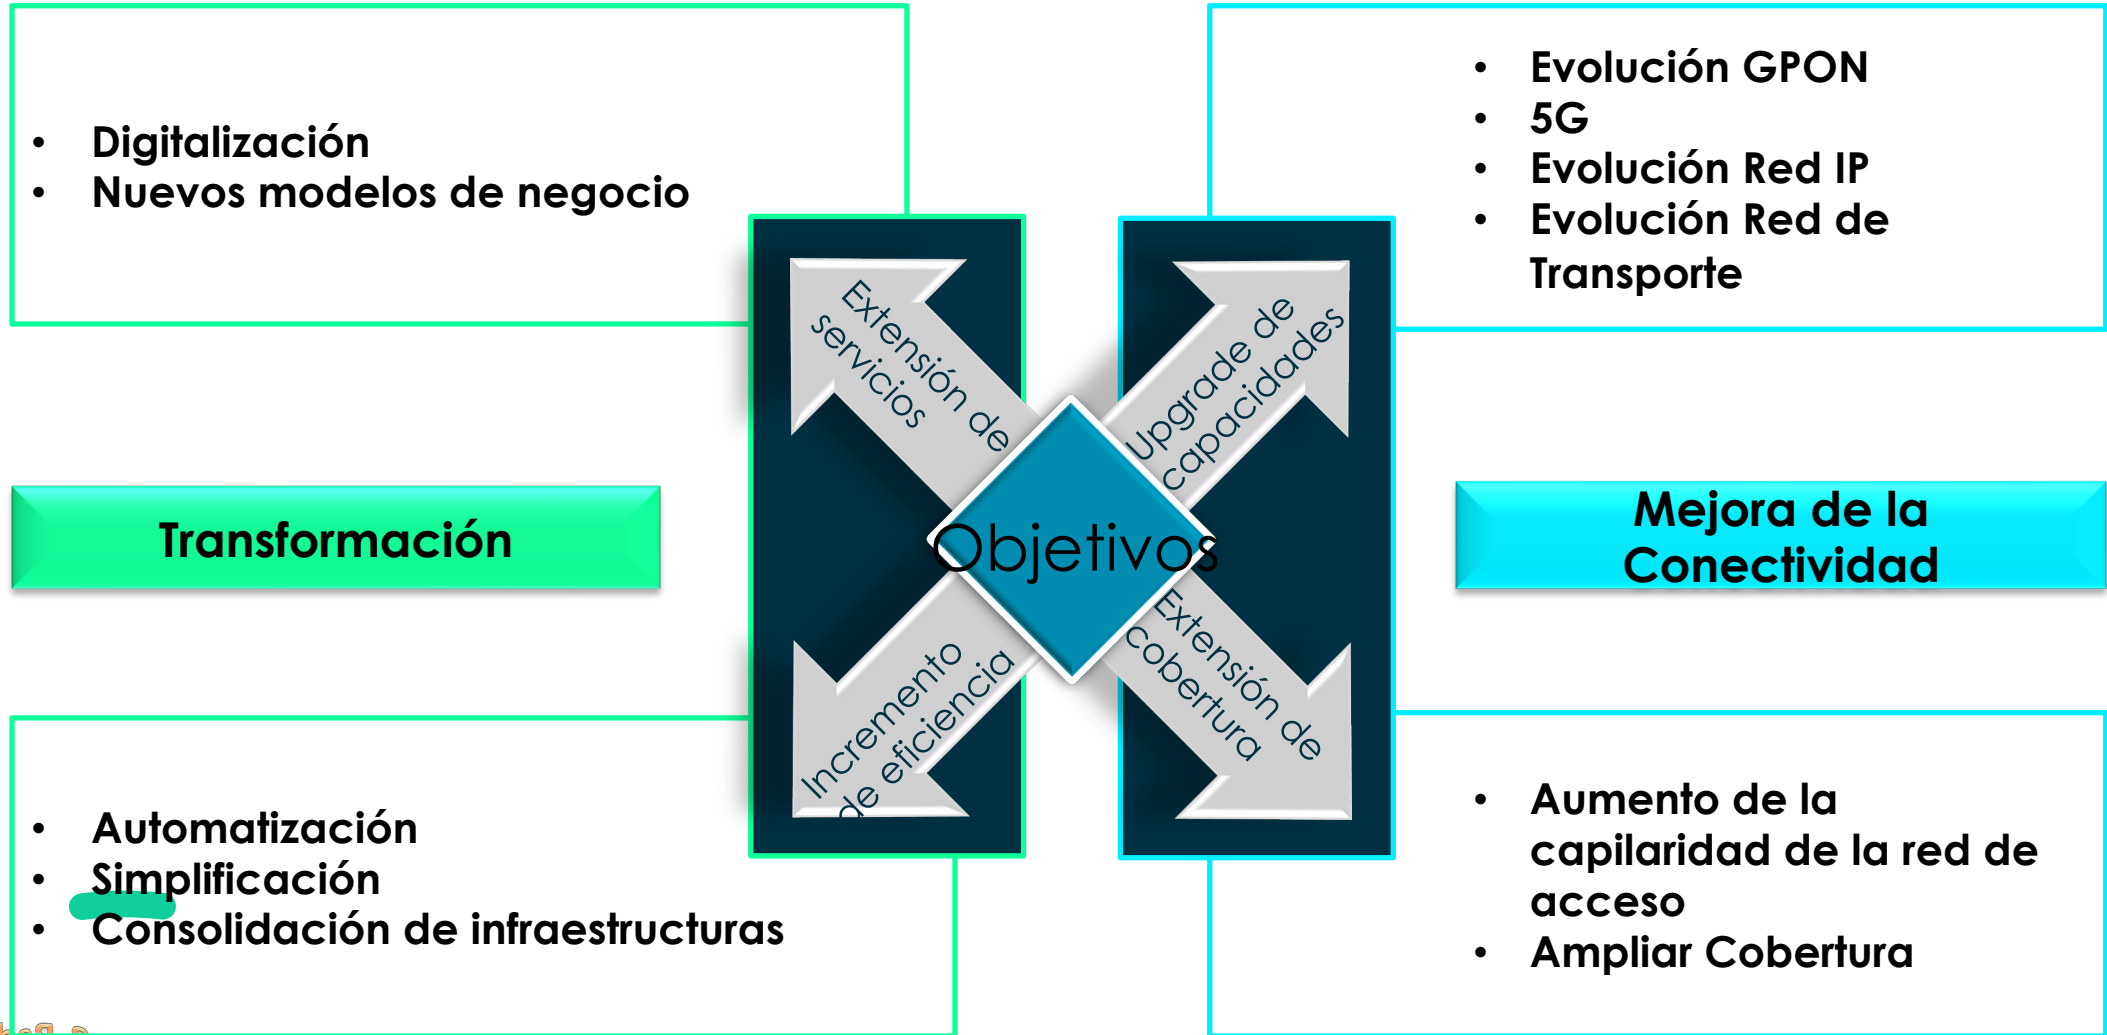 • Digitalización
• Nuevos modelos de negocio
• Evolución GPON
• 5G
• Evolución Red IP
• Evolución Red de
Transporte
Extensión de
servicios
Upgrade de
capacidades
Transformación
Objetivos
Mejora de la
Conectividad
Incremento
de eficiencia
Extensión de
cobertura
• Automatización
• Simplificación
• Consolidación de infraestructuras
• Aumento de la
capilaridad de la red de
acceso
• Ampliar Cobertura